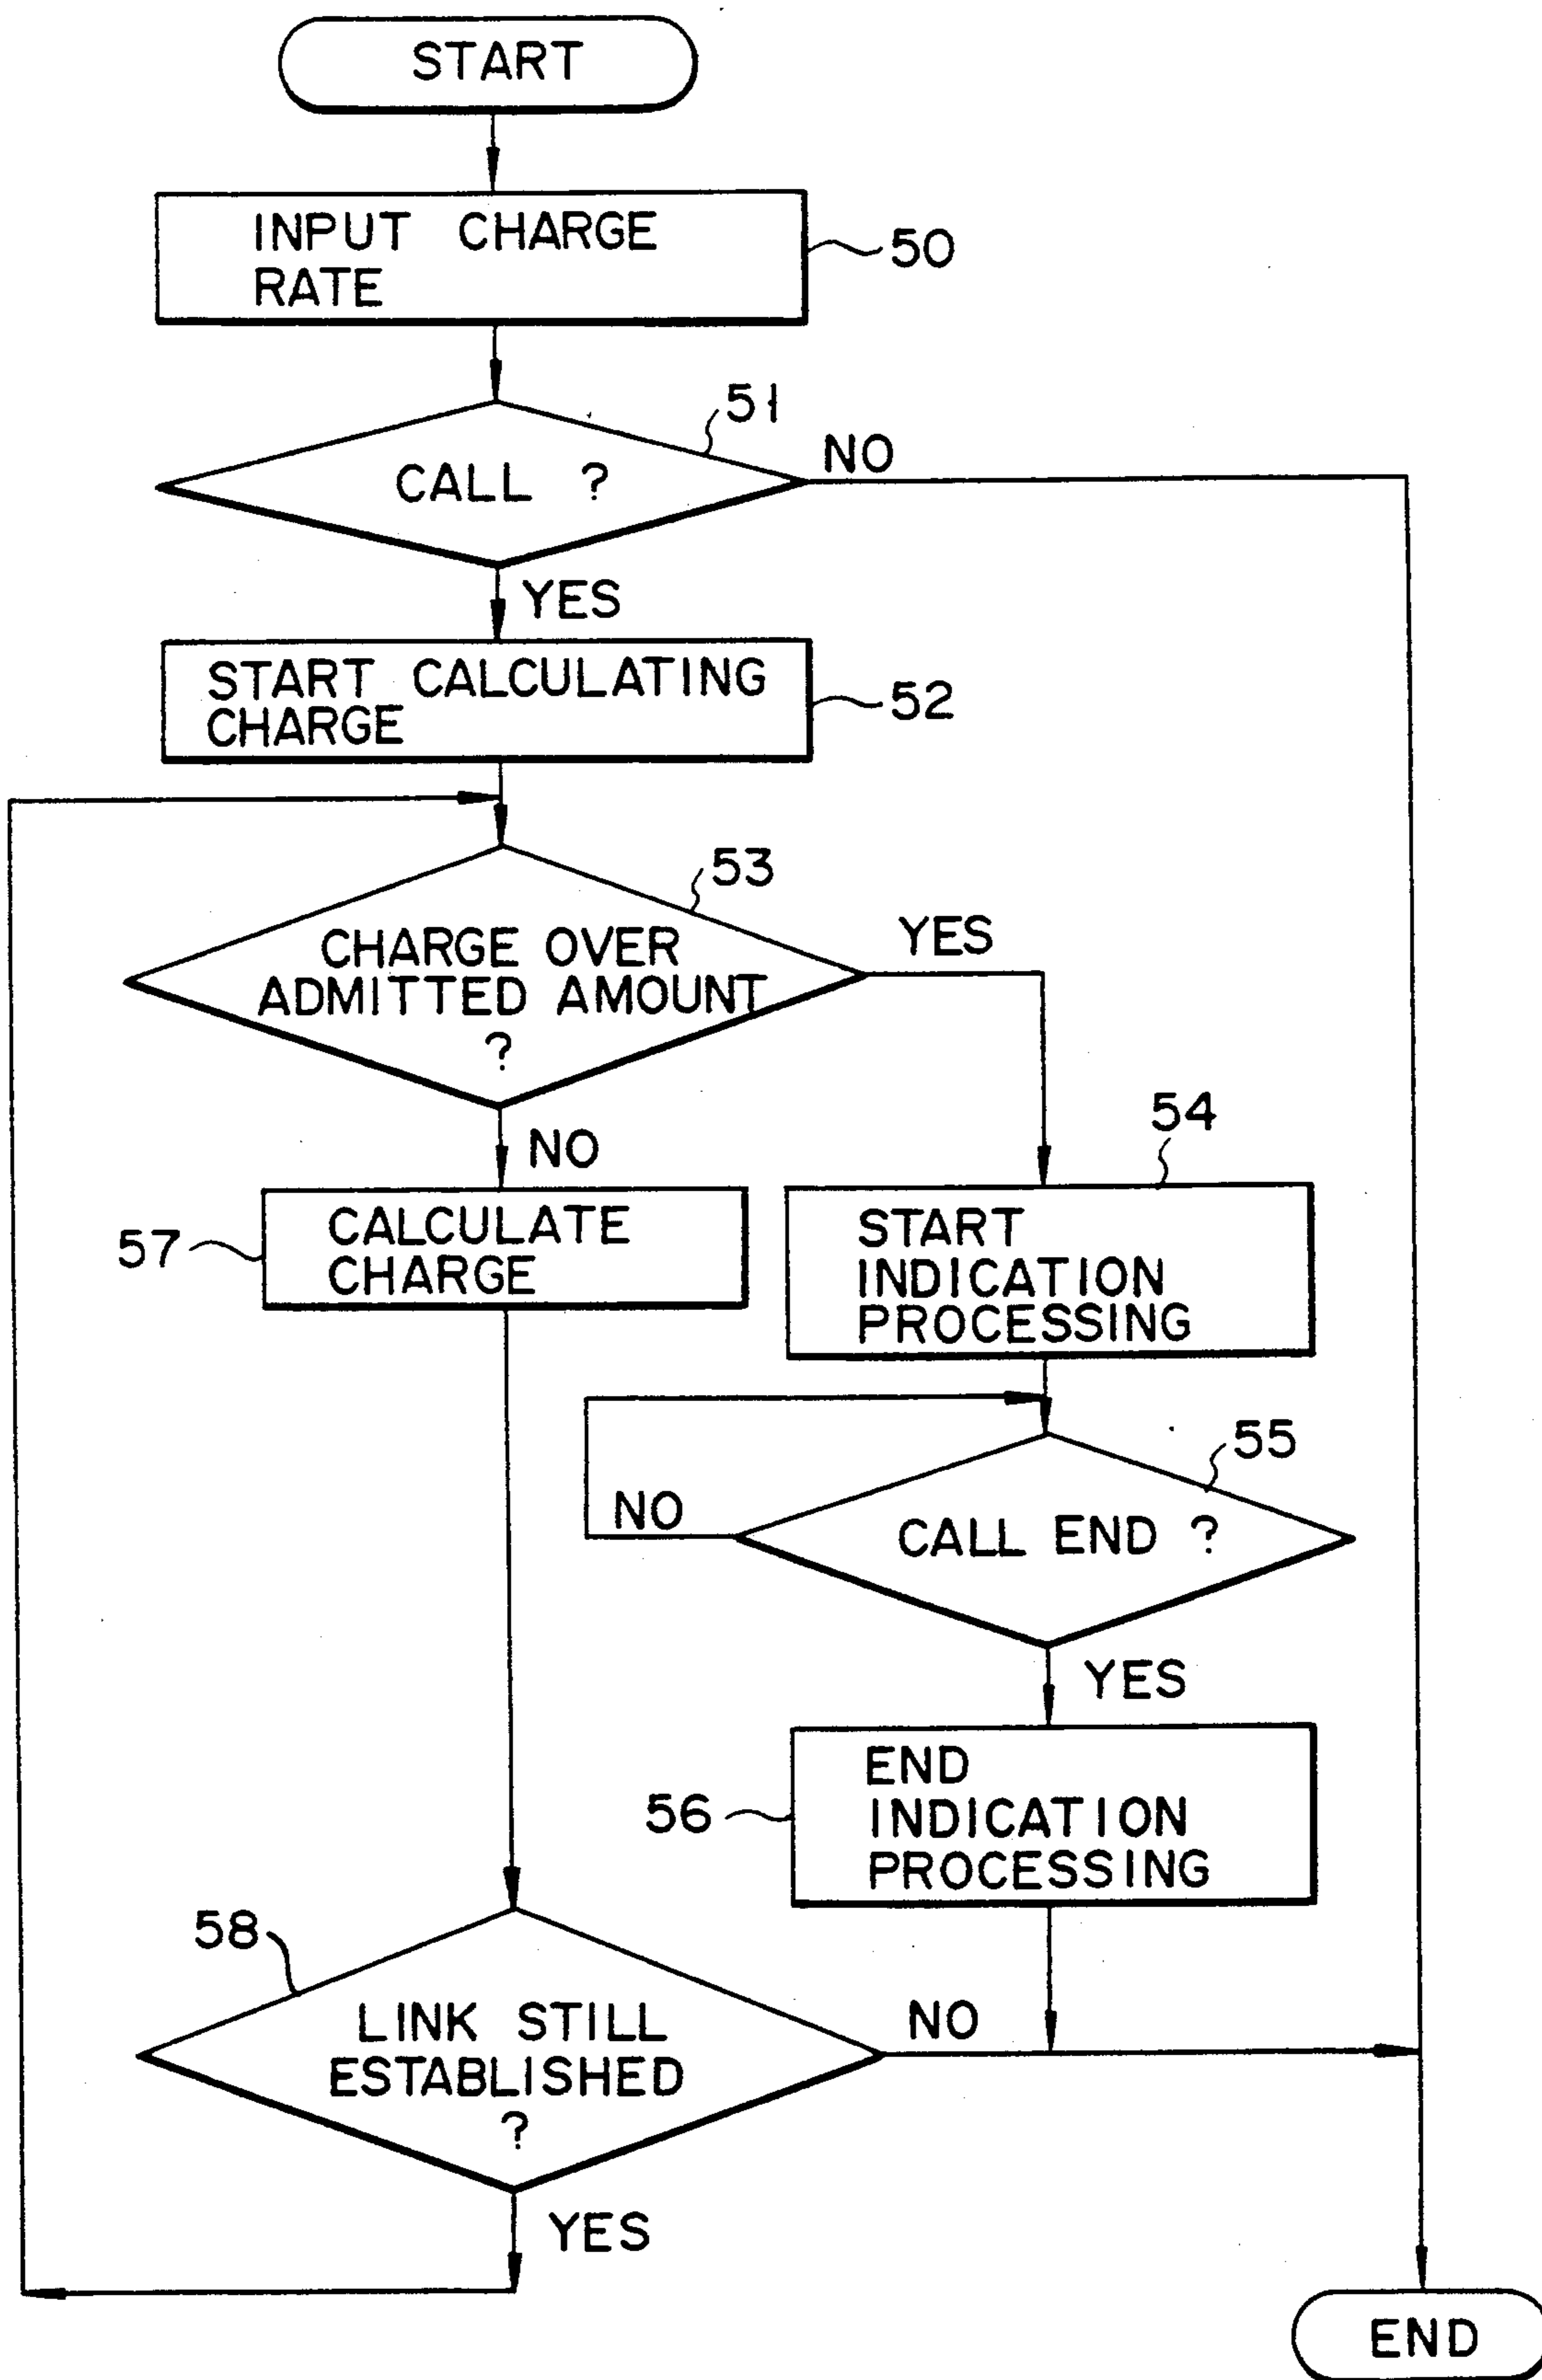 START
INPUT CHARGE
RATE
50
51
CALL ?
NO
YES
START CALCULATING
CHARGE
52
53
CHARGE OVER
ADMITTED AMOUNT
?
YES
NO
54
57
CALCULATE
CHARGE
START
INDICATION
PROCESSING
55
NO
CALL END ?
YES
56
END
INDICATION
PROCESSING
58
LINK STILL
ESTABLISHED
?
NO
YES
END